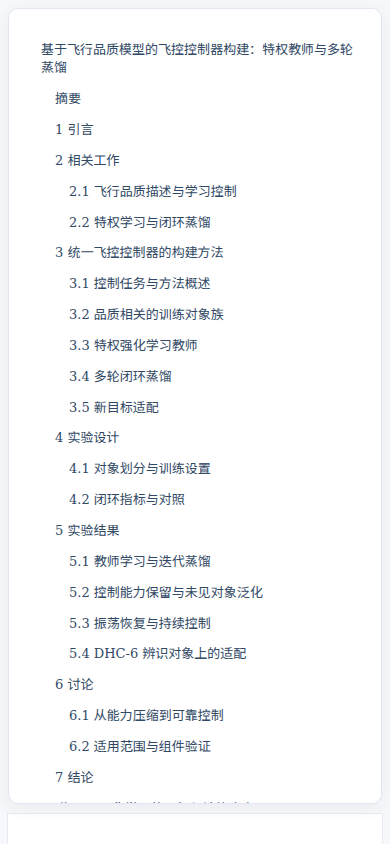 基于飞行品质模型的飞控控制器构建：特权教师与多轮
蒸馏
摘要
1 引言
2 相关工作
2.1 飞行品质描述与学习控制
2.2 特权学习与闭环蒸馏
3 统一飞控控制器的构建方法
3.1 控制任务与方法概述
3.2 品质相关的训练对象族
3.3 特权强化学习教师
3.4 多轮闭环蒸馏
3.5 新目标适配
4 实验设计
4.1 对象划分与训练设置
4.2 闭环指标与对照
5 实验结果
5.1 教师学习与迭代蒸馏
5.2 控制能力保留与未见对象泛化
5.3 振荡恢复与持续控制
5.4 DHC-6 辨识对象上的适配
6 讨论
6.1 从能力压缩到可靠控制
6.2 适用范围与组件验证
7 结论